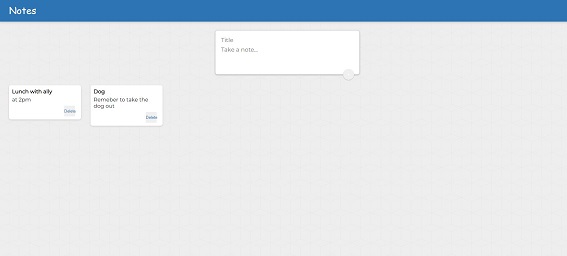 Notes
Title
Take a note...
Lunch with ally
at 2pm
Delete
Dog
Remeber to take the
dog out
Delete